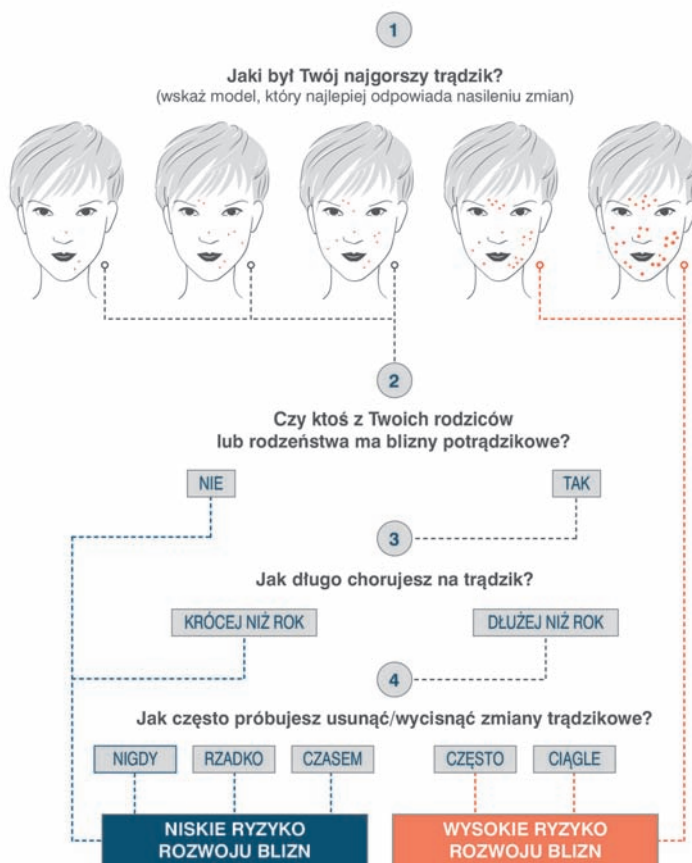 1
Jaki był Twój najgorszy trądzik?
(wskaż model, który najlepiej odpowiada nasileniu zmian)
2
Czy ktoś z Twoich rodziców
lub rodzeństwa ma blizny potrądzikowe?
NIE
TAK
3
Jak długo chorujesz na trądzik?
KRÓCEJ NIŻ ROK
DŁUŻEJ NIŻ ROK
4
Jak często próbujesz usunąć/wycisnąć zmiany trądzikowe?
NIGDY
RZADKO
CZASEM
CZĘSTO
CIĄGLE
NISKIE RYZYKO
ROZWOJU BLIZN
WYSOKIE RYZYKO
ROZWOJU BLIZN